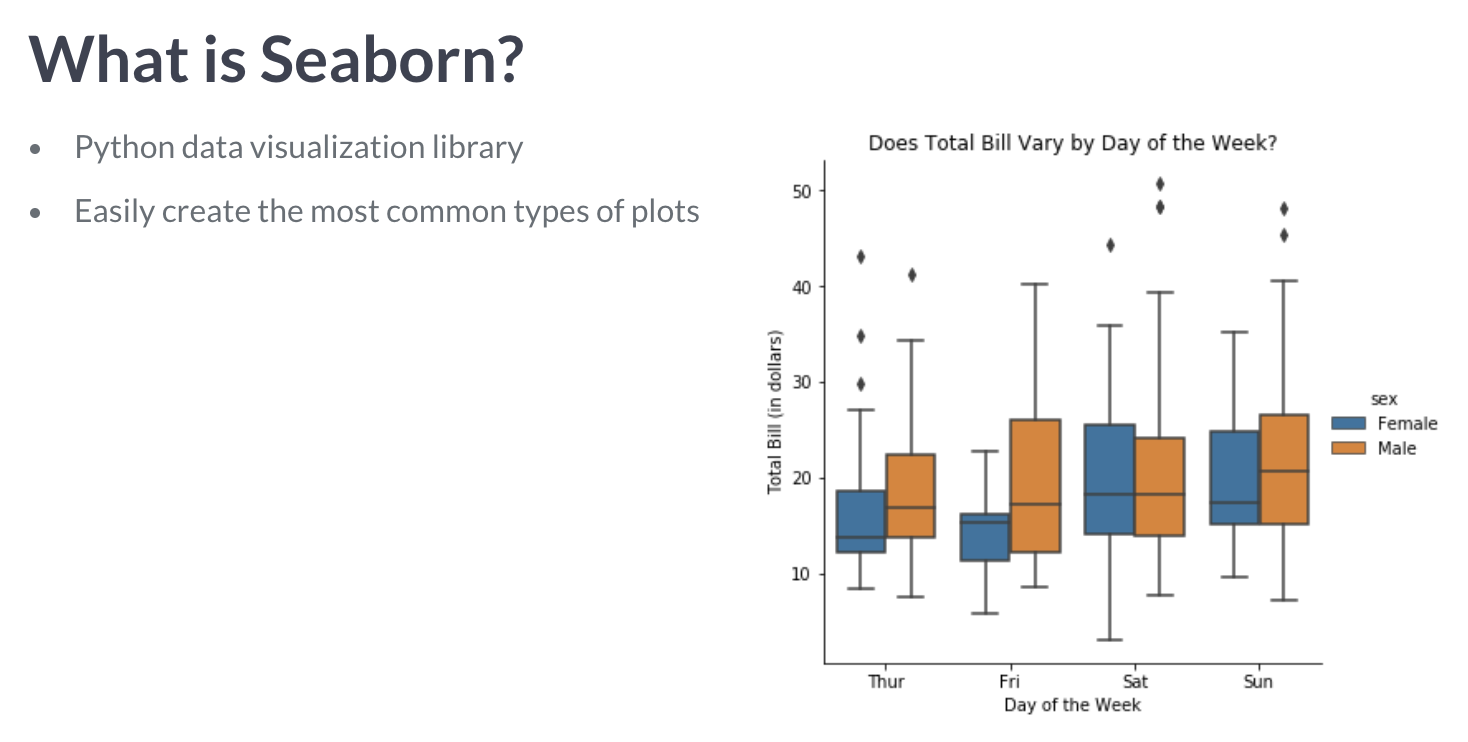 What is Seaborn?
• Python data visualization library
• Easily create the most common types of plots
Does Total Bill Vary by Day of the Week?
Total Bill (in dollars)
50
40
30
20
10
Thur Fri Sat Sun
Day of the Week
sex
Female
Male